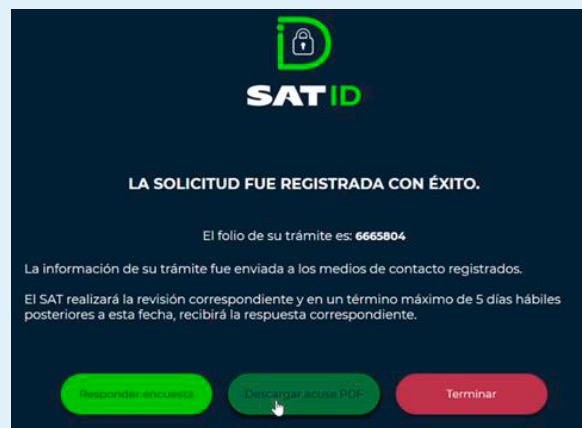 SAT ID
LA SOLICITUD FUE REGISTRADA CON ÉXITO.
El folio de su trámite es: 6665804
La información de su trámite fue enviada a los medios de contacto registrados.
El SAT realizará la revisión correspondiente y en un término máximo de 5 días hábiles
posteriores a esta fecha, recibirá la respuesta correspondiente.
Responder encuesta
Descargar acuse PDF
Terminar